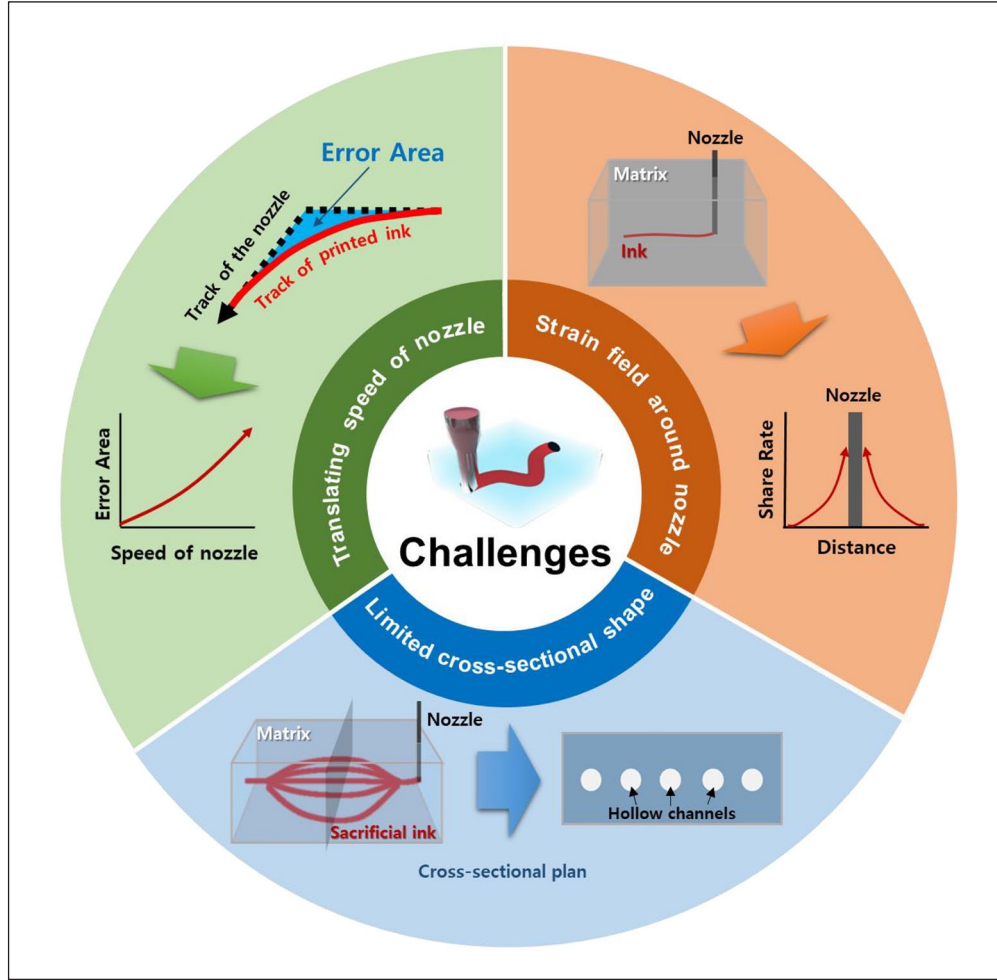 Error Area
Track of the nozzle
Track of printed ink
Error Area
Speed of nozzle
Translating speed of nozzle
Nozzle
Matrix
Ink
Strain field around nozzle
Nozzle
Share Rate
Distance
Challenges
Limited cross-sectional shape
Nozzle
Matrix
Sacrificial ink
Hollow channels
Cross-sectional plan